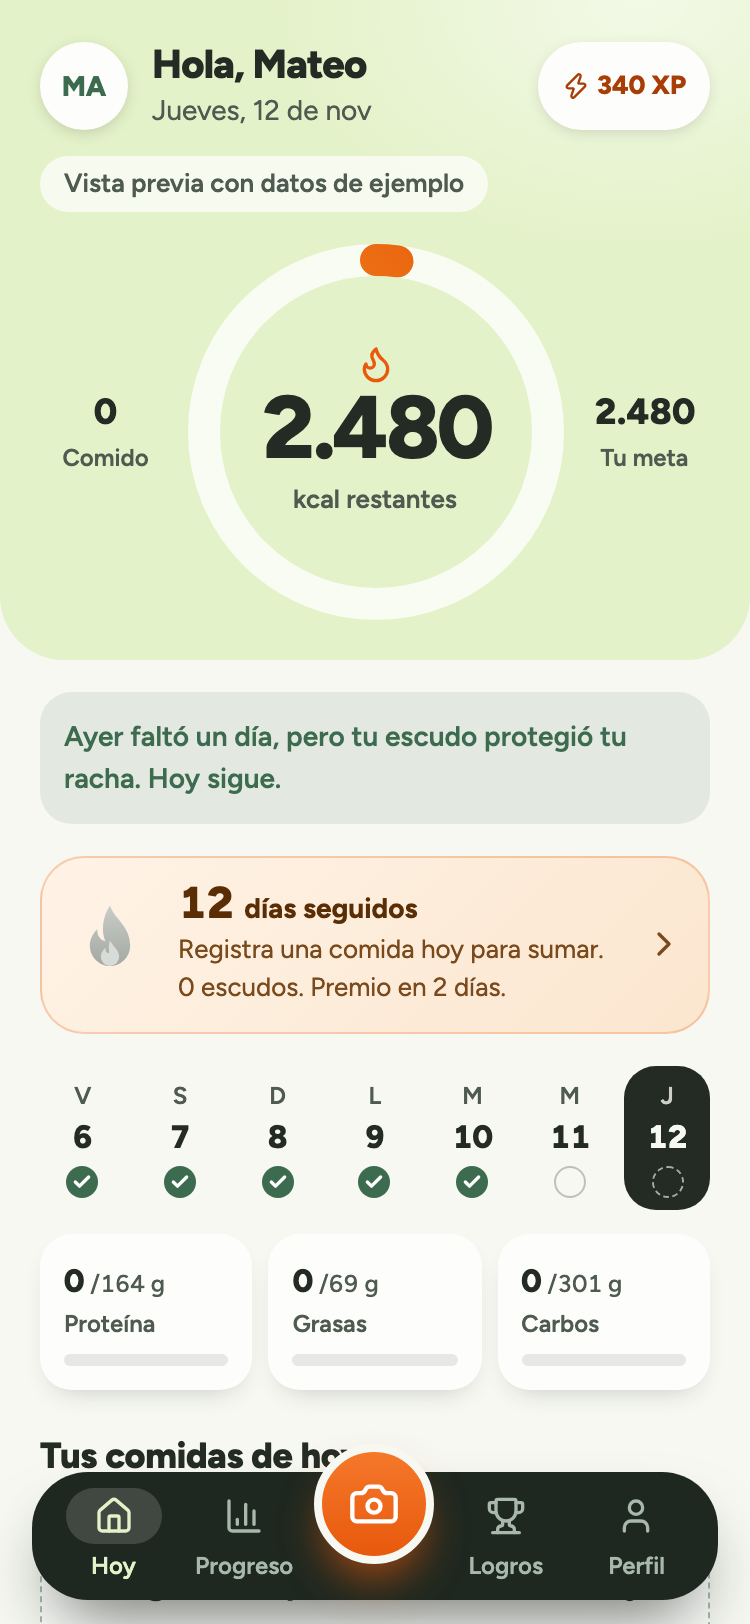 MA
Hola, Mateo
Jueves, 12 de nov
340 XP
Vista previa con datos de ejemplo
0
Comido
2.480
kcal restantes
2.480
Tu meta
Ayer faltó un día, pero tu escudo protegió tu
racha. Hoy sigue.
12 días seguidos
Registra una comida hoy para sumar.
0 escudos. Premio en 2 días.
V S D L M M J
6 7 8 9 10 11 12
0 /164 g
Proteína
0 /69 g
Grasas
0 /301 g
Carbos
Tus comidas de
Hoy
Progreso
Logros
Perfil